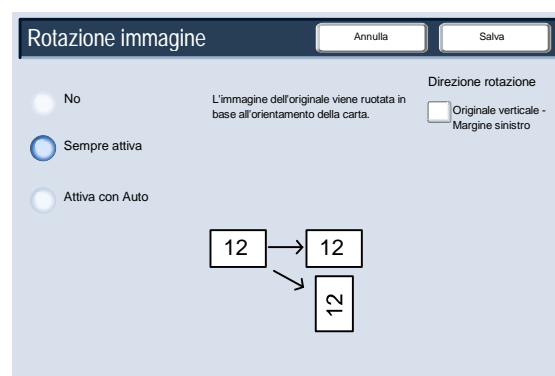 Rotazione immagine
Annulla
Salva
No
Sempre attiva
Attiva con Auto
L'immagine dell'originale viene ruotata in
base all'orientamento della carta.
Direzione rotazione
Originale verticale -
Margine sinistro
12
12
12